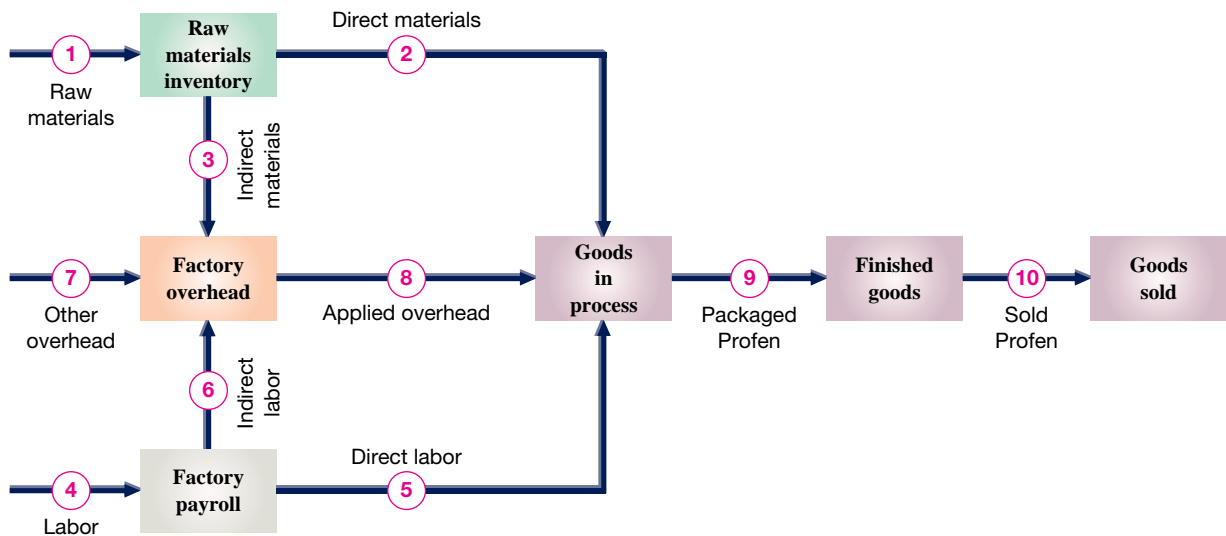 Direct materials
1
Raw
materials
inventory
2
Raw
materials
3
Indirect
materials
7
Factory
overhead
8
Goods
in
process
9
Finished
goods
10
Goods
sold
Other
overhead
Applied overhead
Packaged
Profen
Sold
Profen
6
Indirect
labor
Direct labor
4
Factory
payroll
5
Labor